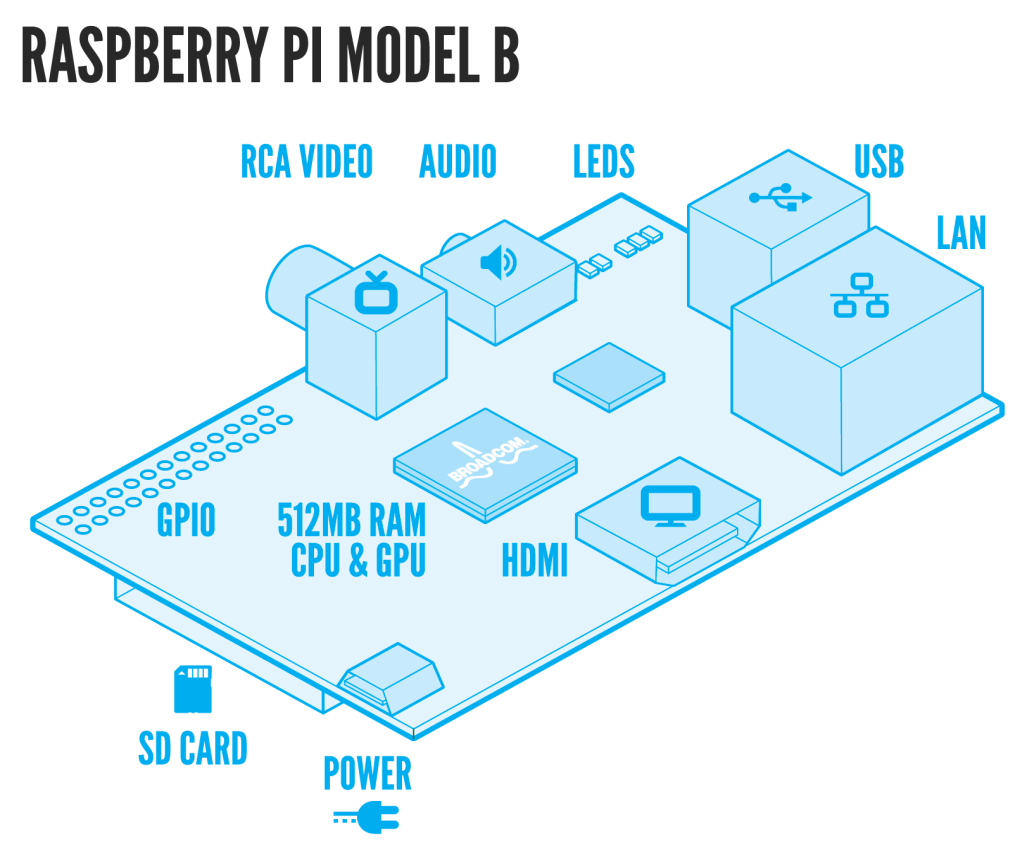 RASPBERRY PI MODEL B
RCA VIDEO
AUDIO
LEDS
USB
LAN
BROADCOM.
GPIO
512MB RAM
CPU & GPU
HDMI
SD CARD
POWER